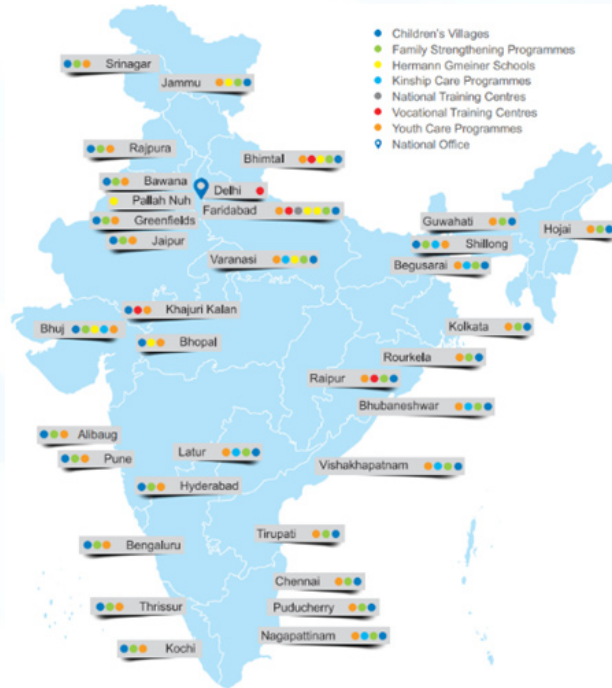 Children's Villages
Family Strengthening Programmes
Hermann Gmeiner Schools
Kinship Care Programmes
National Training Centres
Vocational Training Centres
Youth Care Programmes
National Office
Srinagar
Jammu
Rajpura
Bhimtal
Bawana
Delhi
Pallah Nuh
Faridabad
Greenfields
Guwahati
Hojai
Jaipur
Shillong
Varanasi
Begusarai
Khajuri Kalan
Bhuj
Kolkata
Bhopal
Rourkela
Raipur
Bhubaneshwar
Alibaug
Latur
Pune
Vishakhapatnam
Hyderabad
Tirupati
Bengaluru
Chennai
Thrissur
Puducherry
Nagapattinam
Kochi